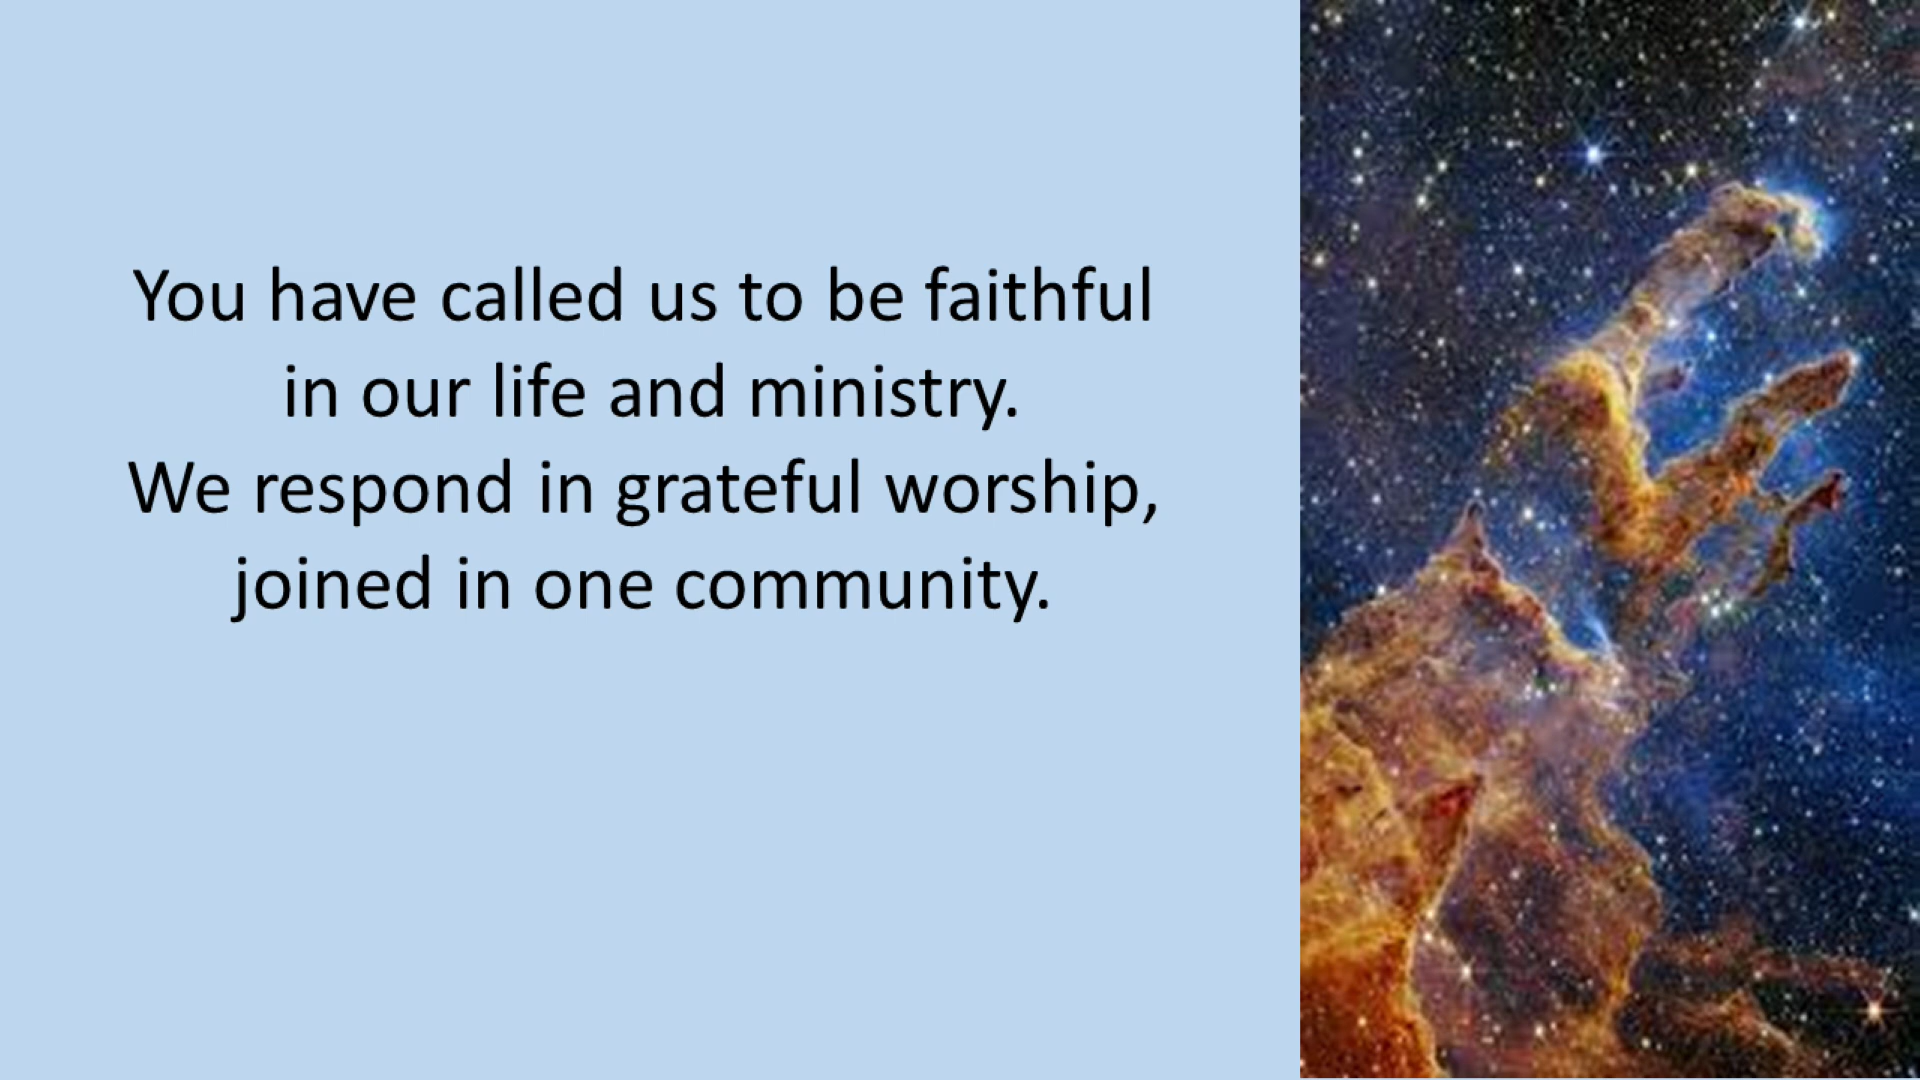 You have called us to be faithful
in our life and ministry.
We respond in grateful worship,
joined in one community.